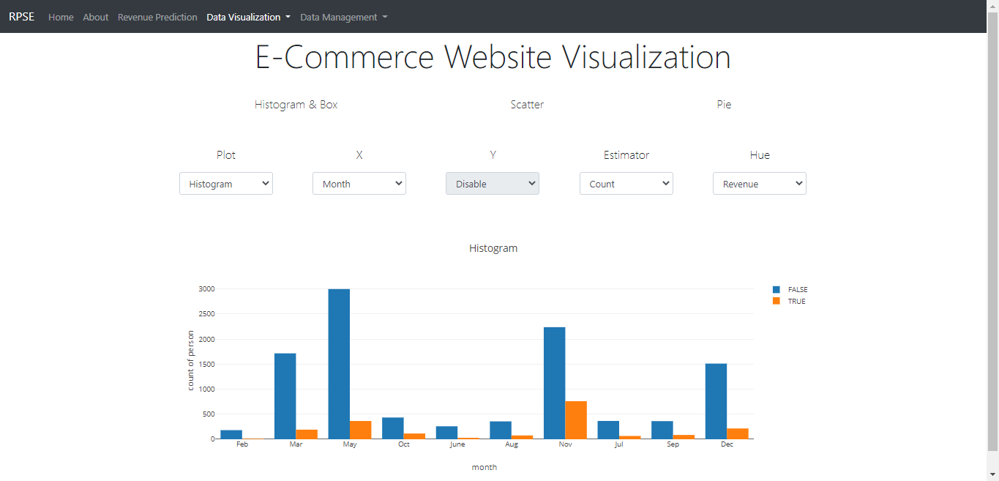 RPSE Home About Revenue Prediction Data Visualization Data Management
E-Commerce Website Visualization
Histogram & Box Scatter Pie
Plot X Y Estimator Hue
Histogram Month Disable Count Revenue
Histogram
3000
2500
2000
1500
1000
500
0
count of person
Feb Mar May Oct June Aug Nov Jul Sep Dec
month
FALSE
TRUE